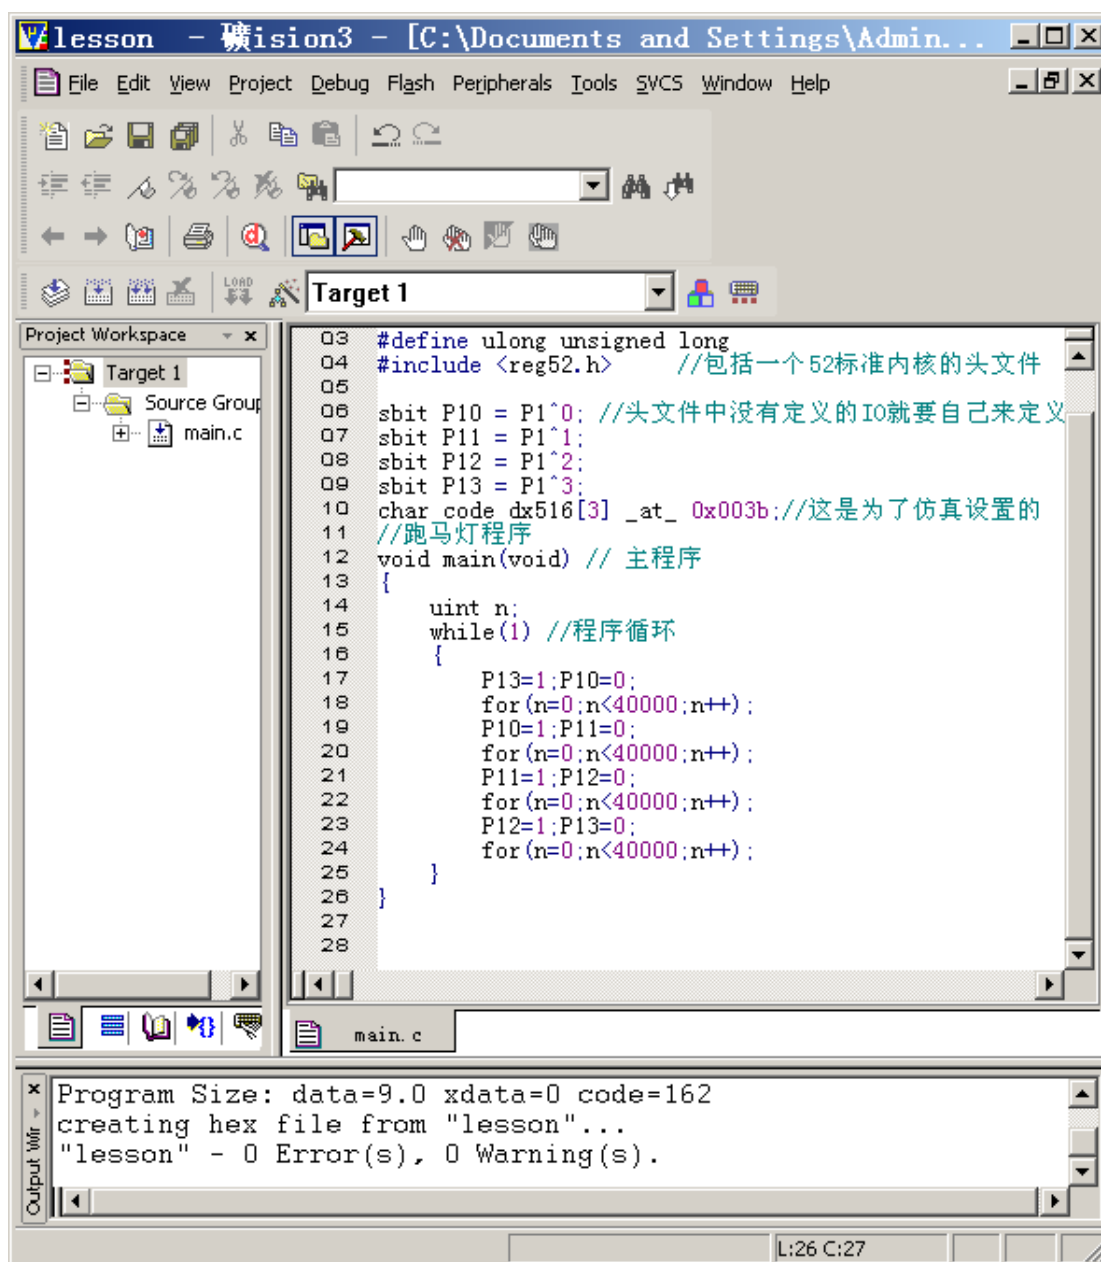 lesson - 礦ision3 - [C:\Documents and Settings\Admin...
File Edit View Project Debug Flash Peripherals Tools SVCS Window Help
LOAD
Target 1
Project Workspace
Target 1
Source Group
main.c
03 #define ulong unsigned long
04 #include <reg52.h> //包括一个52标准内核的头文件
05
06 sbit P10 = P1^0; //头文件中没有定义的IO就要自己来定义
07 sbit P11 = P1^1;
08 sbit P12 = P1^2;
09 sbit P13 = P1^3;
10 char code dx516[3] _at_ 0x003b;//这是为了仿真设置的
11 //跑马灯程序
12 void main(void) // 主程序
13 {
14 uint n;
15 while(1) //程序循环
16 {
17 P13=1;P10=0;
18 for(n=0;n<40000;n++);
19 P10=1;P11=0;
20 for(n=0;n<40000;n++);
21 P11=1;P12=0;
22 for(n=0;n<40000;n++);
23 P12=1;P13=0;
24 for(n=0;n<40000;n++);
25 }
26 }
27
28
main.c
Program Size: data=9.0 xdata=0 code=162
creating hex file from "lesson"...
"lesson" - 0 Error(s), 0 Warning(s).
Output Wir
L:26 C:27